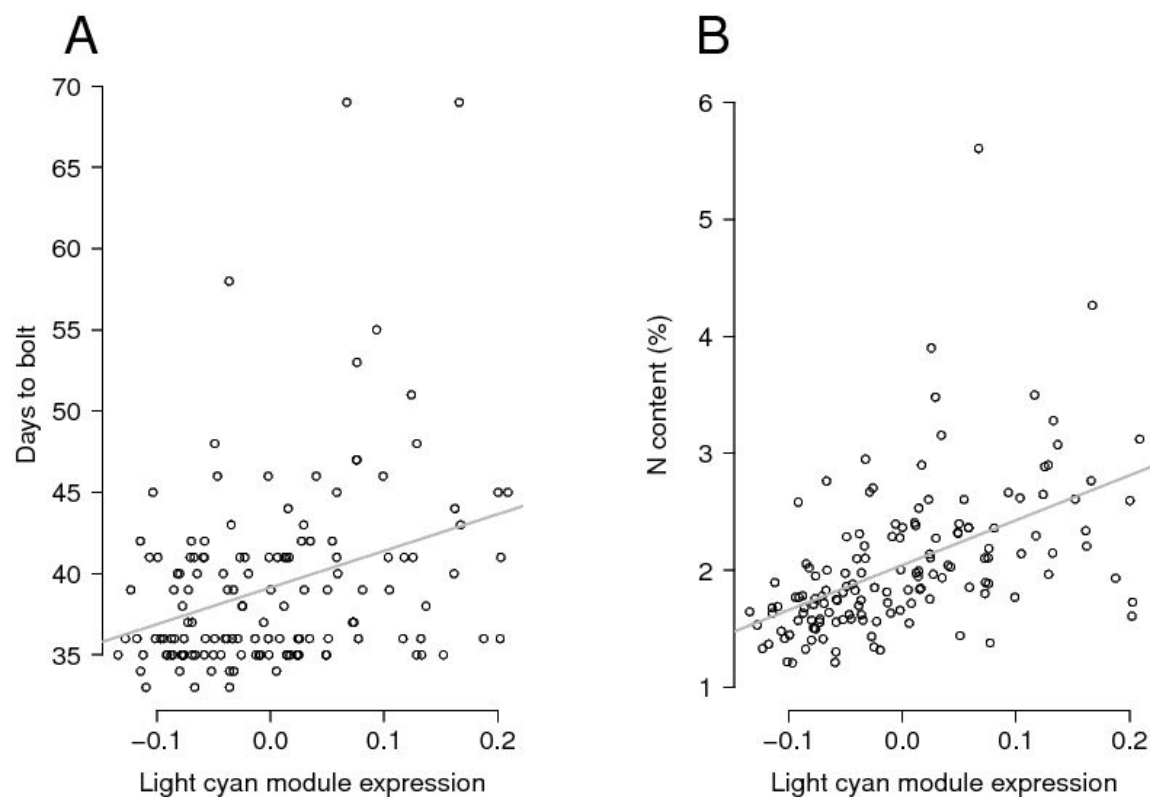 A
Days to bolt
70
65
60
55
50
45
40
35
−0.1 0.0 0.1 0.2
Light cyan module expression
B
N content (%)
6
5
4
3
2
1
−0.1 0.0 0.1 0.2
Light cyan module expression